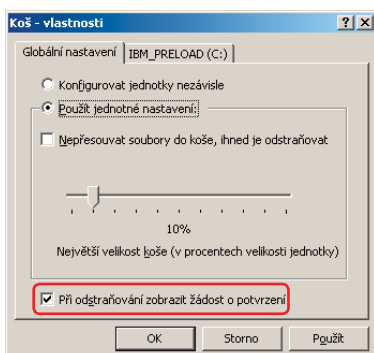 Koš - vlastnosti
Globální nastavení IBM_PRELOAD (C:)
Konfigurovat jednotky nezávisle
Použít jednotné nastavení:
Nepřesouvat soubory do koše, ihned je odstraňovat
10%
Největší velikost koše (v procentech velikosti jednotky)
Při odstraňování zobrazit žádost o potvrzení
OK Storno Použít